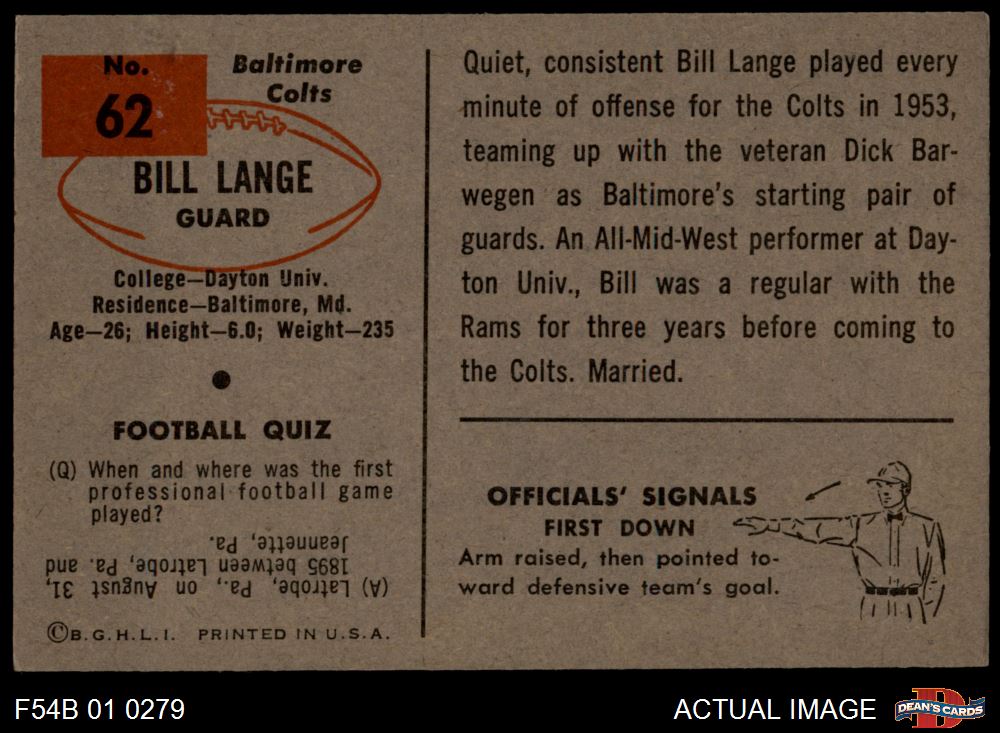 No.
62
Baltimore
Colts
BILL LANGE
GUARD
College—Dayton Univ.
Residence—Baltimore, Md.
Age—26; Height—6.0; Weight—235
FOOTBALL QUIZ
(Q) When and where was the first
professional football game
played?
(A) Latrobe, Pa., on August 31,
1895 between Latrobe, Pa. and
Jeannette, Pa.
©B.G.H.L.I. PRINTED IN U.S.A.
Quiet, consistent Bill Lange played every
minute of offense for the Colts in 1953,
teaming up with the veteran Dick Bar-
wegen as Baltimore's starting pair of
guards. An All-Mid-West performer at Day-
ton Univ., Bill was a regular with the
Rams for three years before coming to
the Colts. Married.
OFFICIALS' SIGNALS
FIRST DOWN
Arm raised, then pointed to-
ward defensive team's goal.
F54B 01 0279
ACTUAL IMAGE
DEAN'S CARDS